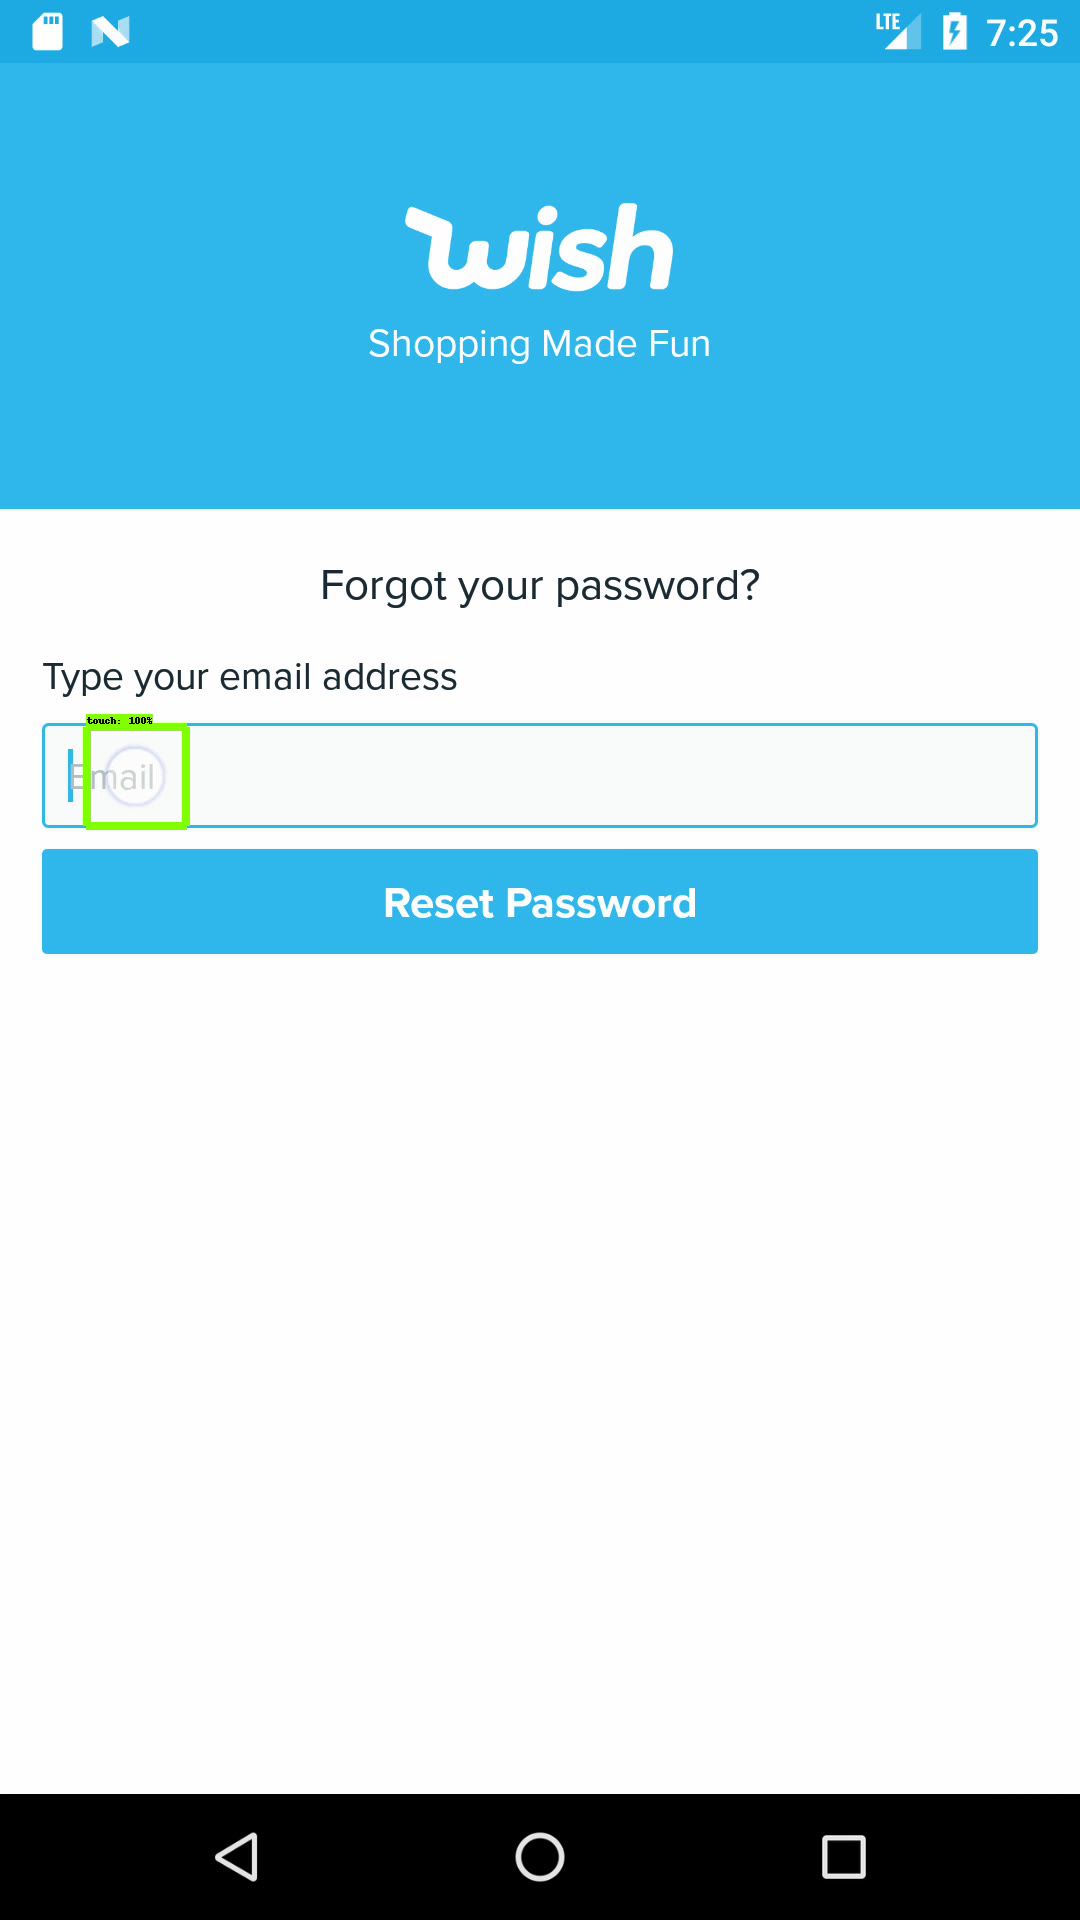 LTE 7:25
wish
Shopping Made Fun
Forgot your password?
Type your email address
touch: 100%
Email
Reset Password